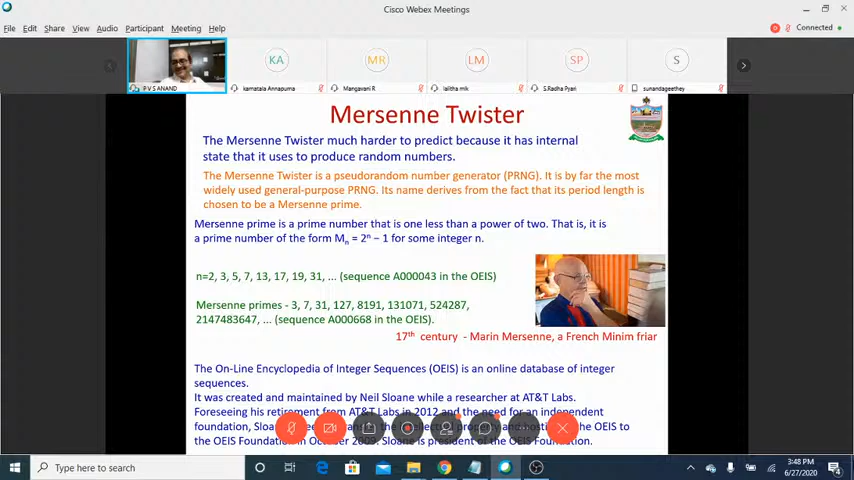 Cisco Webex Meetings
File Edit Share View Audio Participant Meeting Help
Connected
KA
MR
LM
SP
S
P V S ANAND
kamatala Annapurna
Mangavani R
lalitha mlk
S.Radha Pyari
sunandageethey
Mersenne Twister
The Mersenne Twister much harder to predict because it has internal
state that it uses to produce random numbers.
The Mersenne Twister is a pseudorandom number generator (PRNG). It is by far the most
widely used general-purpose PRNG. Its name derives from the fact that its period length is
chosen to be a Mersenne prime.
Mersenne prime is a prime number that is one less than a power of two. That is, it is
a prime number of the form Mn = 2^n − 1 for some integer n.
n=2, 3, 5, 7, 13, 17, 19, 31, ... (sequence A000043 in the OEIS)
Mersenne primes - 3, 7, 31, 127, 8191, 131071, 524287,
2147483647, ... (sequence A000668 in the OEIS).
17th century - Marin Mersenne, a French Minim friar
The On-Line Encyclopedia of Integer Sequences (OEIS) is an online database of integer
sequences.
It was created and maintained by Neil Sloane while a researcher at AT&T Labs.
Foreseeing his retirement from AT&T Labs in 2012 and the need for an independent
foundation, property and the OEIS to
the OEIS Foundation in October 2009. Sloane is president of the OEIS Foundation.
Type here to search
3:48 PM
6/27/2020